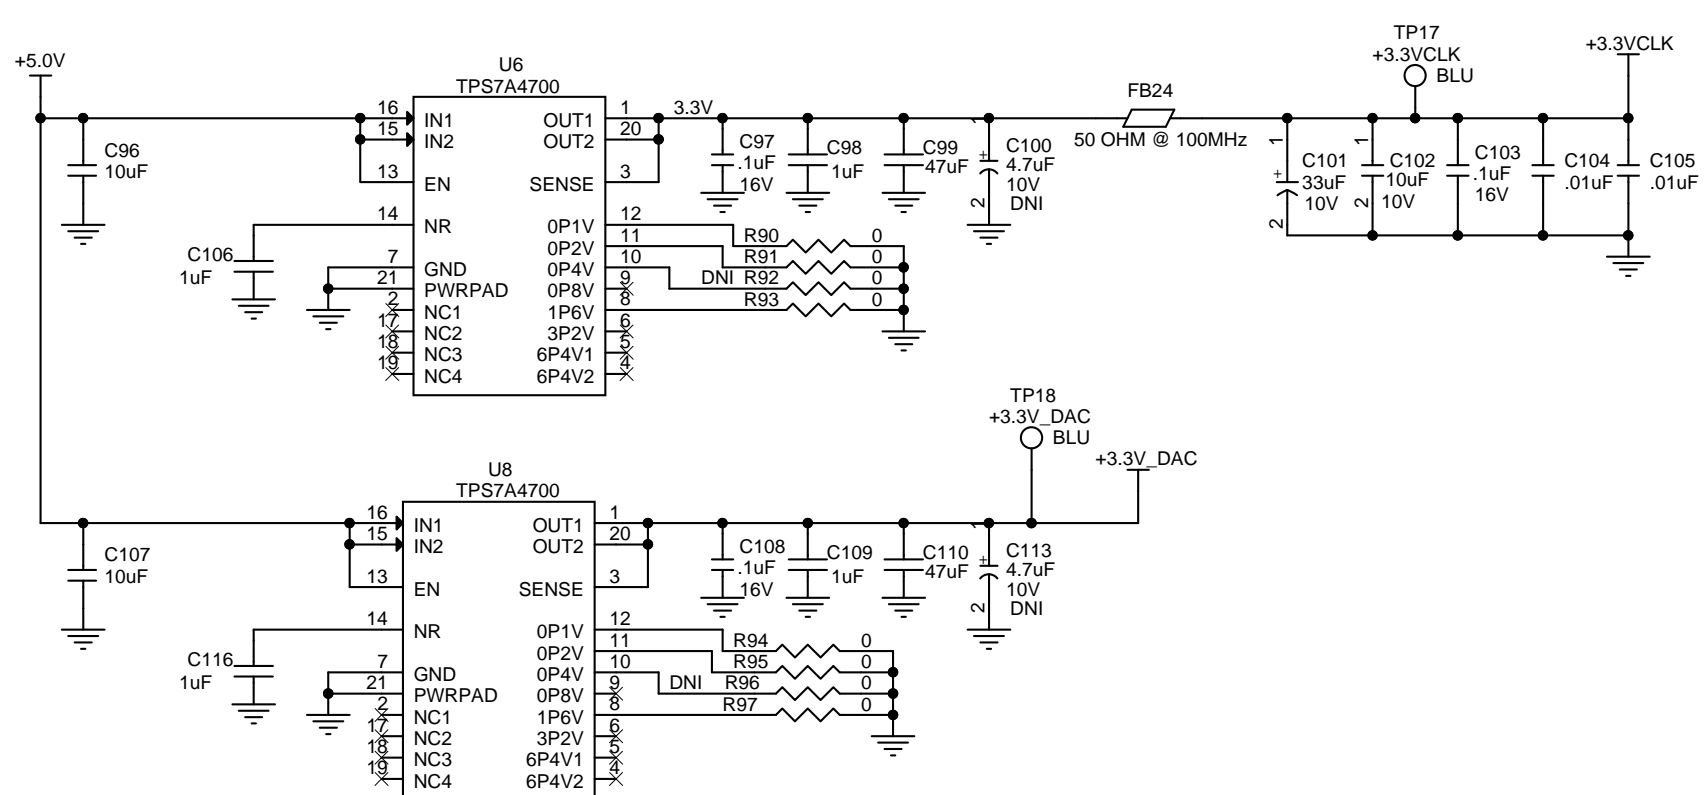 +5.0V
U6
TPS7A4700
TP17
+3.3VCLK
BLU
+3.3VCLK
FB24
50 OHM @ 100MHz
16 IN1
15 IN2
13 EN
14 NR
7 GND
21 PWRPAD
2 NC1
17 NC2
18 NC3
19 NC4
OUT1 1
OUT2 20
SENSE 3
0P1V 12
0P2V 11
0P4V 10
0P8V 9
1P6V 8
3P2V 6
6P4V1 5
6P4V2 4
3.3V
C96
10uF
C106
1uF
C97
.1uF
16V
C98
1uF
C99
47uF
1
+
2
C100
4.7uF
10V
DNI
1
+
2
C101
33uF
10V
1
2
C102
10uF
10V
C103
.1uF
16V
C104
.01uF
C105
.01uF
R90 0
R91 0
DNI R92 0
R93 0
TP18
+3.3V_DAC
BLU
+3.3V_DAC
U8
TPS7A4700
16 IN1
15 IN2
13 EN
14 NR
7 GND
21 PWRPAD
2 NC1
17 NC2
18 NC3
19 NC4
OUT1 1
OUT2 20
SENSE 3
0P1V 12
0P2V 11
0P4V 10
0P8V 9
1P6V 8
3P2V 6
6P4V1 5
6P4V2 4
C107
10uF
C116
1uF
C108
.1uF
16V
C109
1uF
C110
47uF
1
+
2
C113
4.7uF
10V
DNI
R94 0
R95 0
DNI R96 0
R97 0